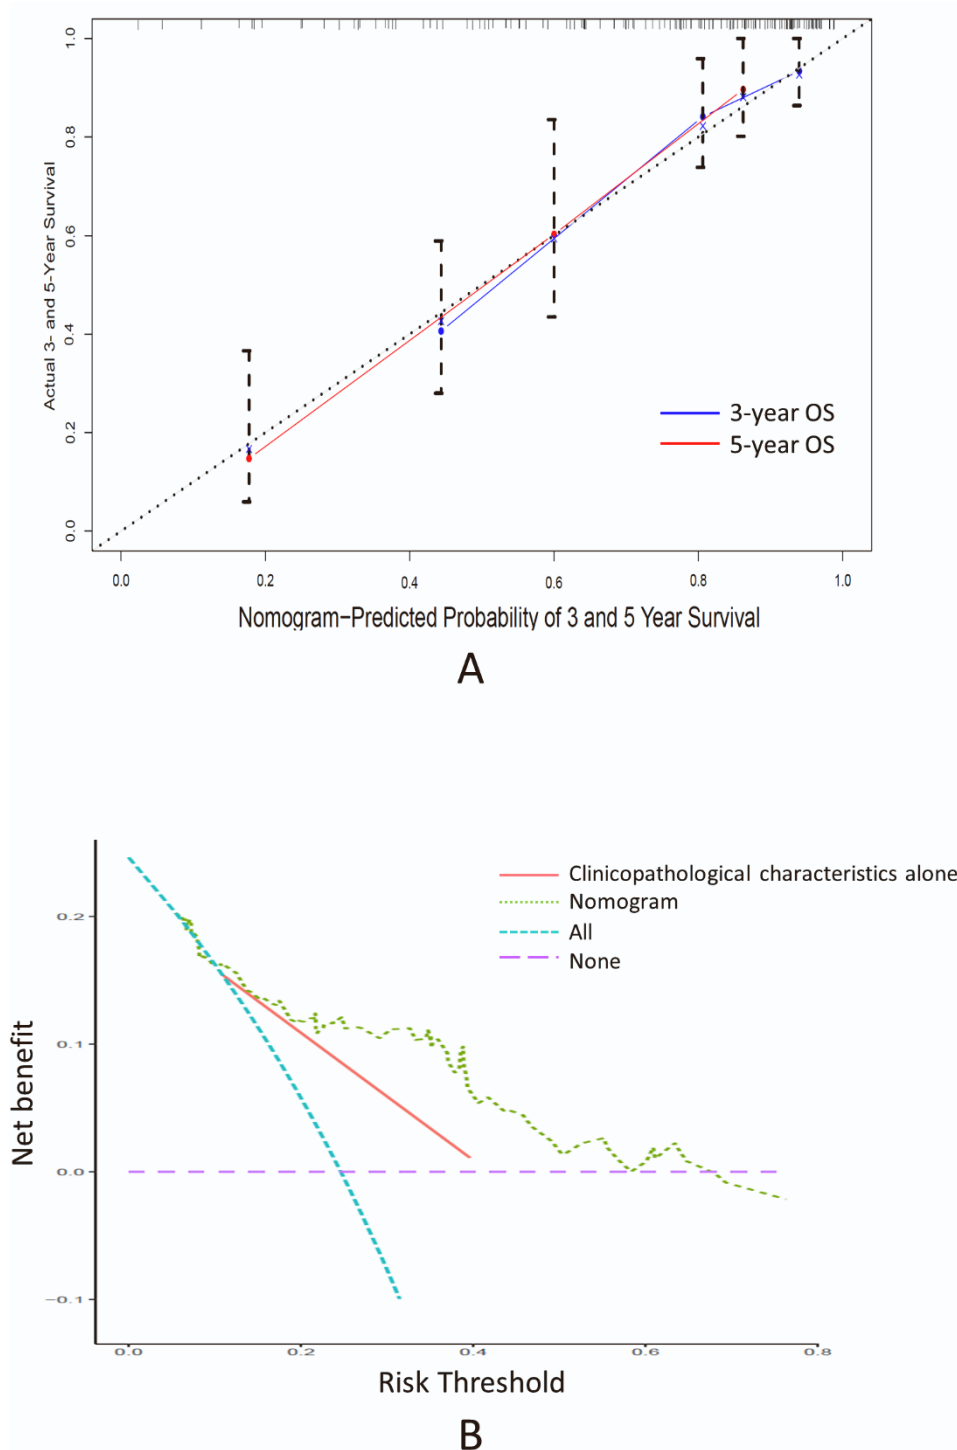 1.0
0.8
0.6
0.4
0.2
0.0
Actual 3- and 5-Year Survival
3-year OS
5-year OS
0.0 0.2 0.4 0.6 0.8 1.0
Nomogram-Predicted Probability of 3 and 5 Year Survival
A
Clinicopathological characteristics alone
Nomogram
All
None
0.2
0.1
0.0
-0.1
Net benefit
0.0 0.2 0.4 0.6 0.8
Risk Threshold
B